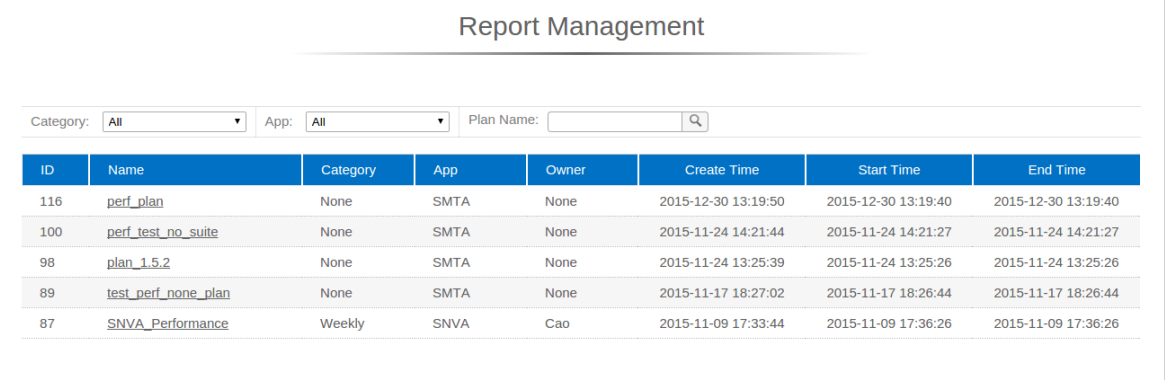 Report Management
Category: All App: All Plan Name:
ID Name Category App Owner Create Time Start Time End Time
116 perf_plan None SMTA None 2015-12-30 13:19:50 2015-12-30 13:19:40 2015-12-30 13:19:40
100 perf_test_no_suite None SMTA None 2015-11-24 14:21:44 2015-11-24 14:21:27 2015-11-24 14:21:27
98 plan_1.5.2 None SMTA None 2015-11-24 13:25:39 2015-11-24 13:25:26 2015-11-24 13:25:26
89 test_perf_none_plan None SMTA None 2015-11-17 18:27:02 2015-11-17 18:26:44 2015-11-17 18:26:44
87 SNVA_Performance Weekly SNVA Cao 2015-11-09 17:33:44 2015-11-09 17:36:26 2015-11-09 17:36:26